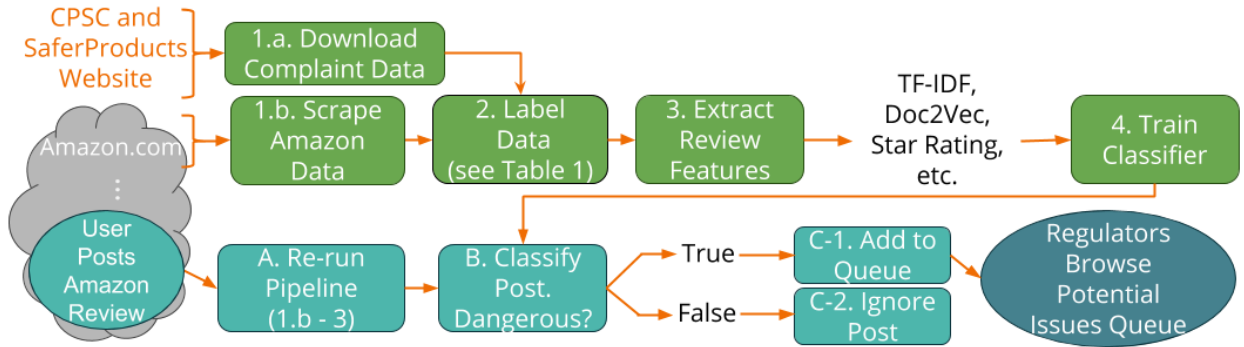 CPSC and
SaferProducts
Website
1.a. Download
Complaint Data
Amazon.com
⋮
1.b. Scrape
Amazon
Data
2. Label
Data
(see Table 1)
3. Extract
Review
Features
TF-IDF,
Doc2Vec,
Star Rating,
etc.
4. Train
Classifier
User
Posts
Amazon
Review
A. Re-run
Pipeline
(1.b - 3)
B. Classify
Post.
Dangerous?
True
False
C-1. Add to
Queue
C-2. Ignore
Post
Regulators
Browse
Potential
Issues Queue